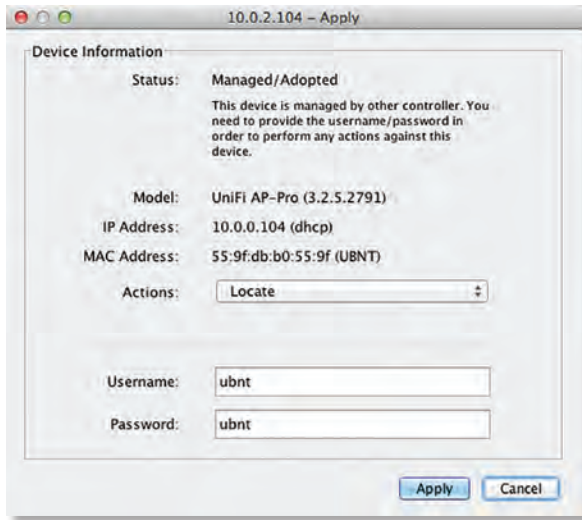 10.0.2.104 – Apply
Device Information
Status: Managed/Adopted
This device is managed by other controller. You
need to provide the username/password in
order to perform any actions against this
device.
Model: UniFi AP-Pro (3.2.5.2791)
IP Address: 10.0.0.104 (dhcp)
MAC Address: 55:9f:db:b0:55:9f (UBNT)
Actions: Locate
Username: ubnt
Password: ubnt
Apply Cancel